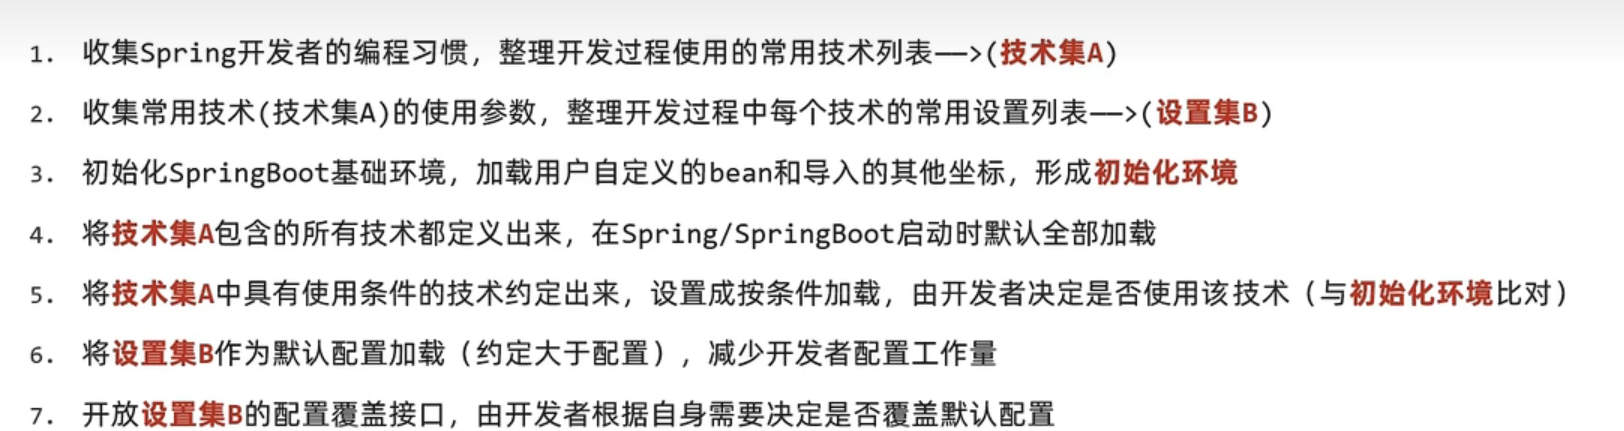 1. 收集Spring开发者的编程习惯，整理开发过程使用的常用技术列表——>(技术集A)
2. 收集常用技术(技术集A)的使用参数，整理开发过程中每个技术的常用设置列表——>(设置集B)
3. 初始化SpringBoot基础环境，加载用户自定义的bean和导入的其他坐标，形成初始化环境
4. 将技术集A包含的所有技术都定义出来，在Spring/SpringBoot启动时默认全部加载
5. 将技术集A中具有使用条件的技术约定出来，设置成按条件加载，由开发者决定是否使用该技术（与初始化环境比对）
6. 将设置集B作为默认配置加载（约定大于配置），减少开发者配置工作量
7. 开放设置集B的配置覆盖接口，由开发者根据自身需要决定是否覆盖默认配置